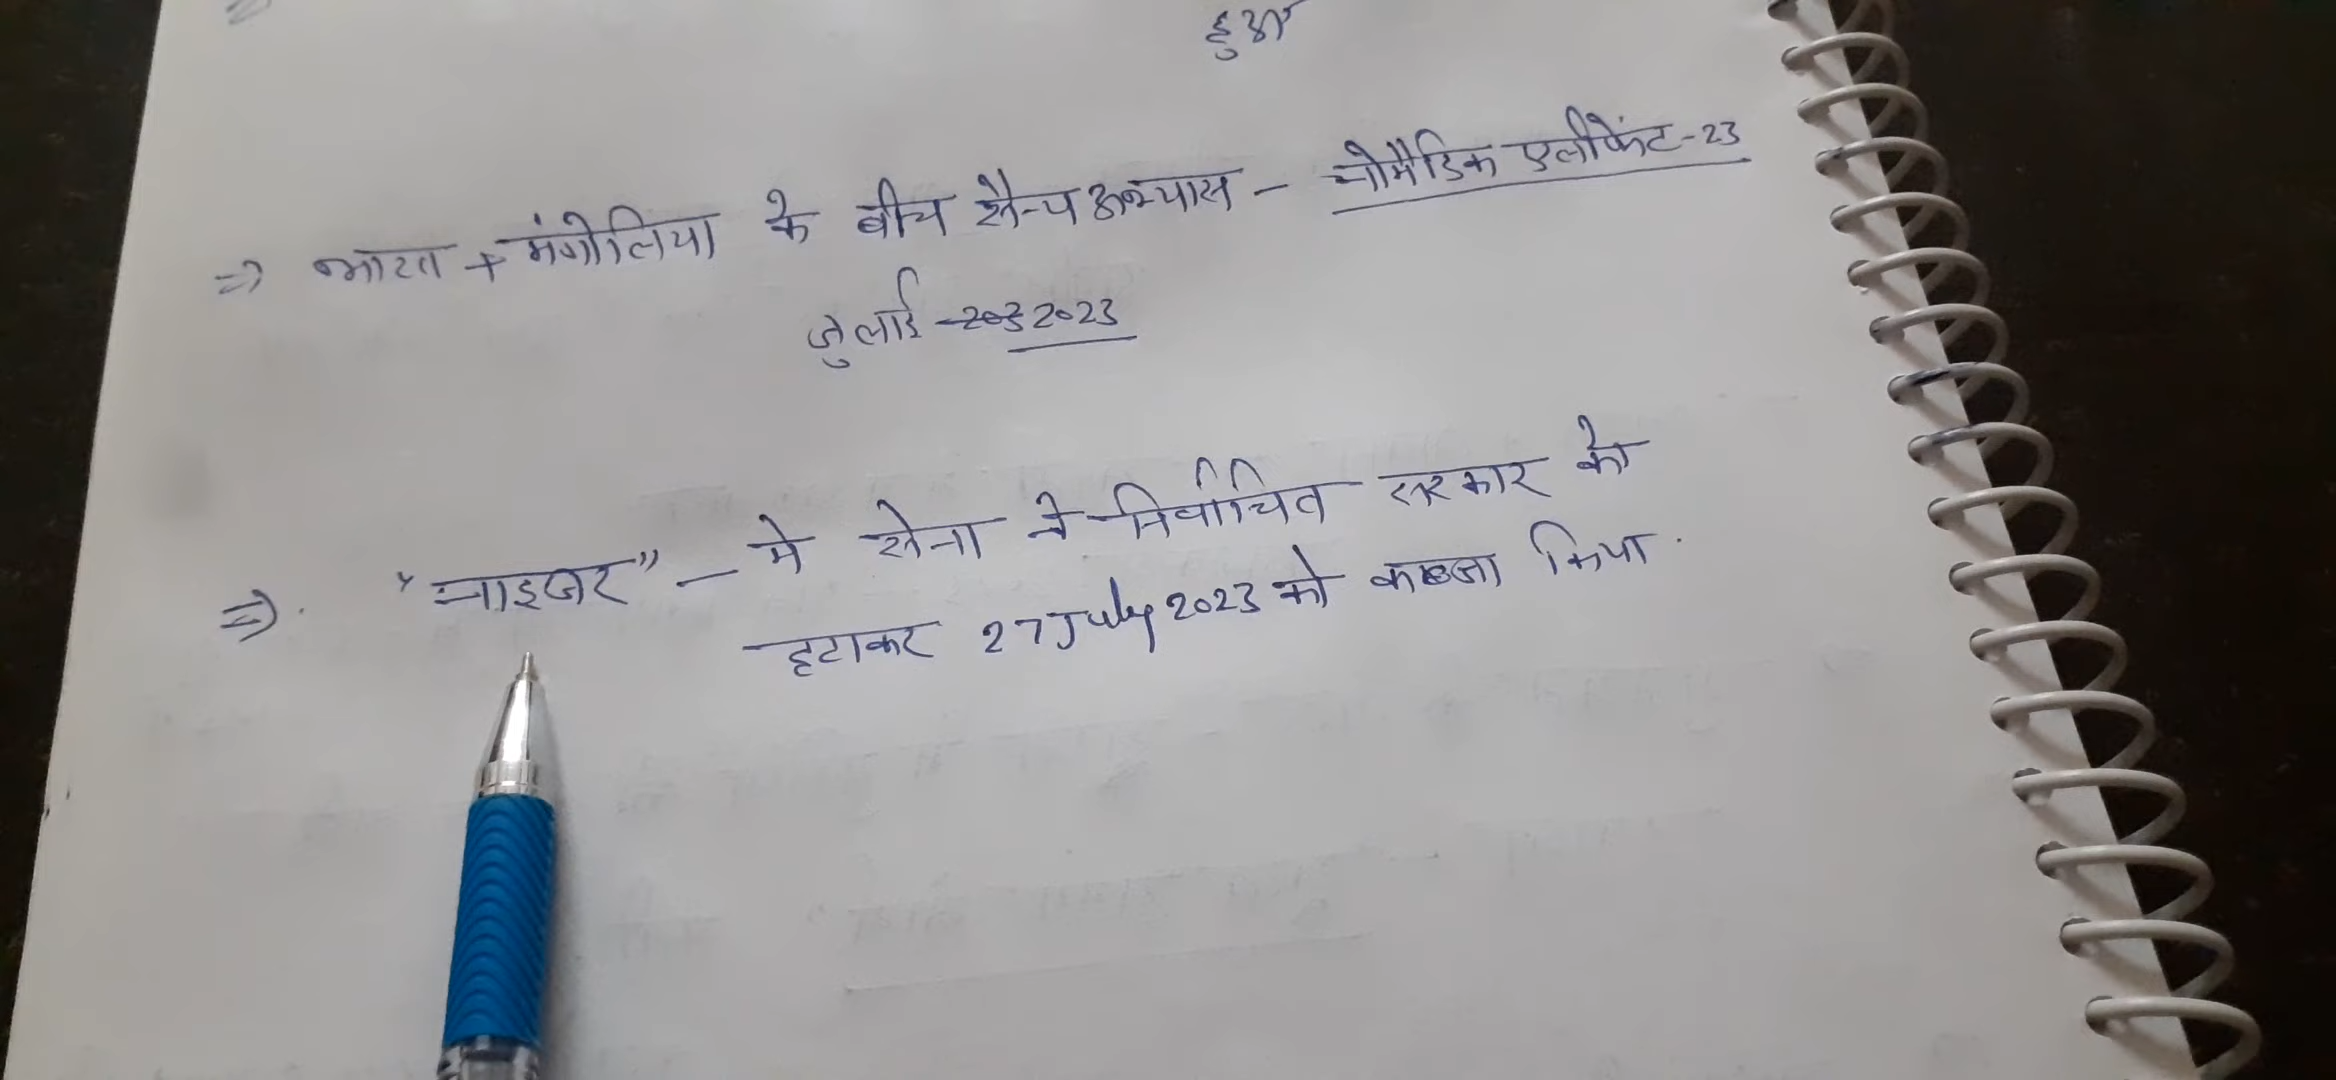 हुआ
=> भारत + मंगोलिया के बीच सैन्य अभ्यास - नोमैडिक एलीफेंट-23
जुलाई - 2023
=> "नाइजर" - मे सेना ने निर्वाचित सरकार को
हटाकर 27 July 2023 को कब्जा किया.